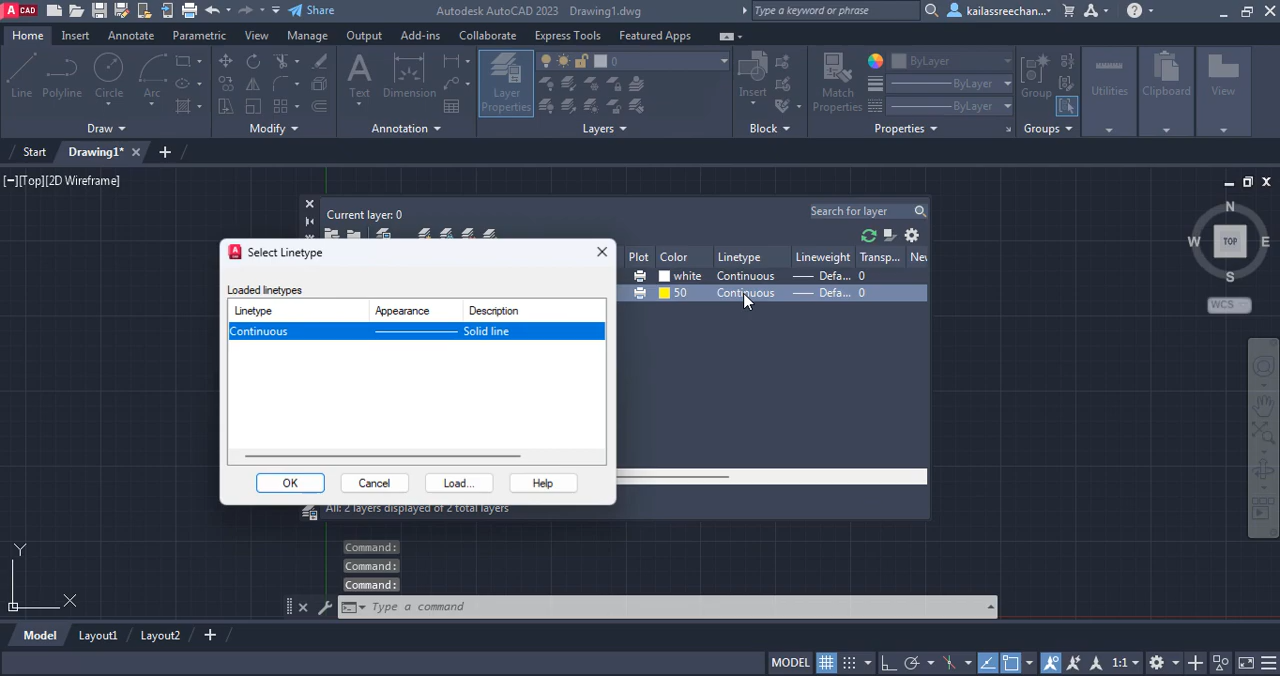 CAD Share Autodesk AutoCAD 2023 Drawing1.dwg Type a keyword or phrase kailassreechan...
Home Insert Annotate Parametric View Manage Output Add-ins Collaborate Express Tools Featured Apps
Line Polyline Circle Arc Text Dimension Layer Properties 0 Insert Match Properties ByLayer ByLayer ByLayer Group Utilities Clipboard View
Draw Modify Annotation Layers Block Properties Groups
Start Drawing1*
[−][Top][2D Wireframe]
N
W TOP E
S
WCS
Current layer: 0 Search for layer
Plot Color Linetype Lineweight Transp... New
white Continuous Defa... 0
50 Continuous Defa... 0
Select Linetype
Loaded linetypes
Linetype Appearance Description
Continuous Solid line
OK Cancel Load... Help
All: 2 layers displayed of 2 total layers
Y
X
Command:
Command:
Command:
Type a command
Model Layout1 Layout2
MODEL 1:1